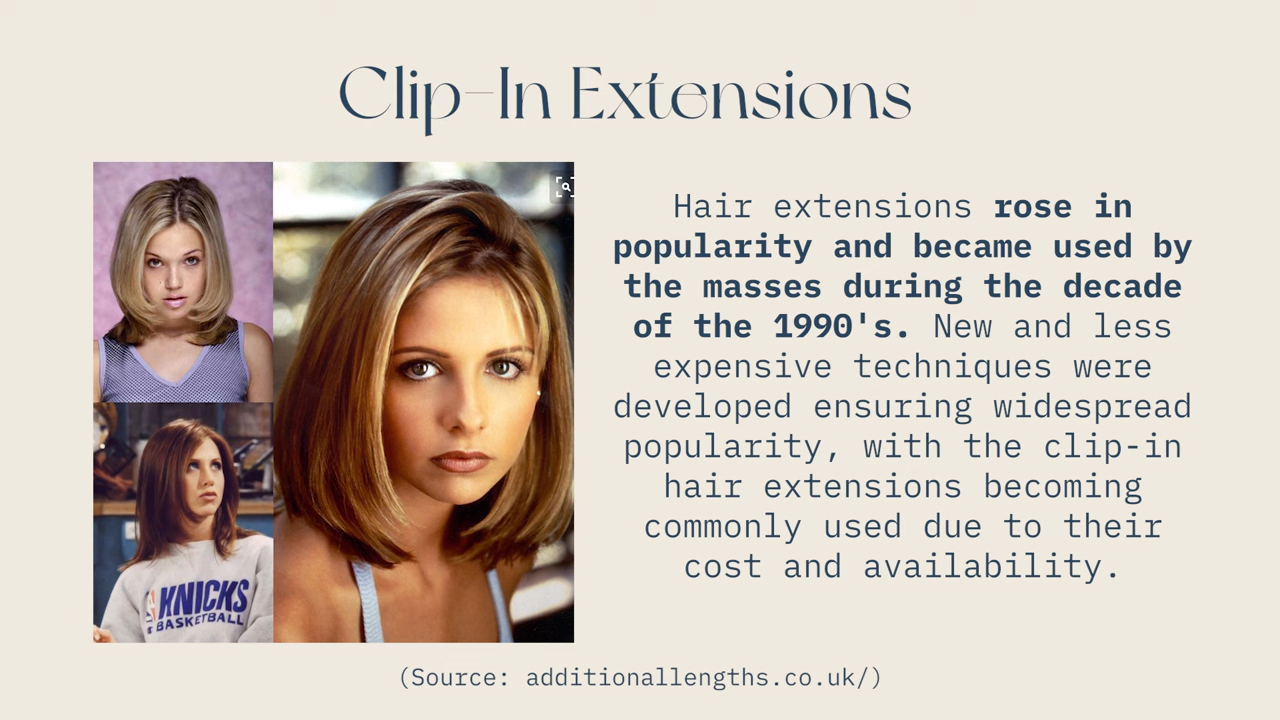 Clip-In Extensions
Hair extensions rose in
popularity and became used by
the masses during the decade
of the 1990's. New and less
expensive techniques were
developed ensuring widespread
popularity, with the clip-in
hair extensions becoming
commonly used due to their
cost and availability.
KNICKS
BASKETBALL
(Source: additionallengths.co.uk/)